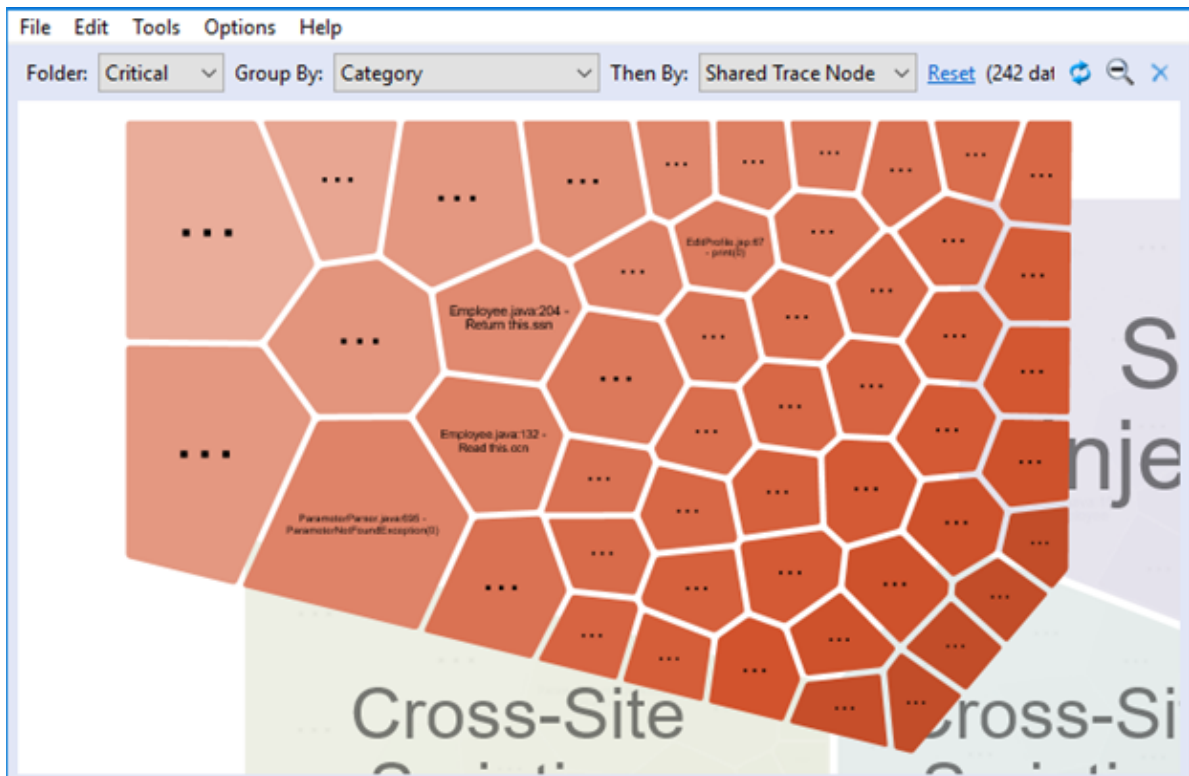 File Edit Tools Options Help
Folder: Critical Group By: Category Then By: Shared Trace Node Reset (242 dat
EditProfile.jsp:67
- print(0)
Employee.java:204 -
Return this.ssn
Employee.java:132 -
Read this.ccn
ParameterParser.java:695 -
ParameterNotFoundException(0)
S
nje
Cross-Site
Cross-Si